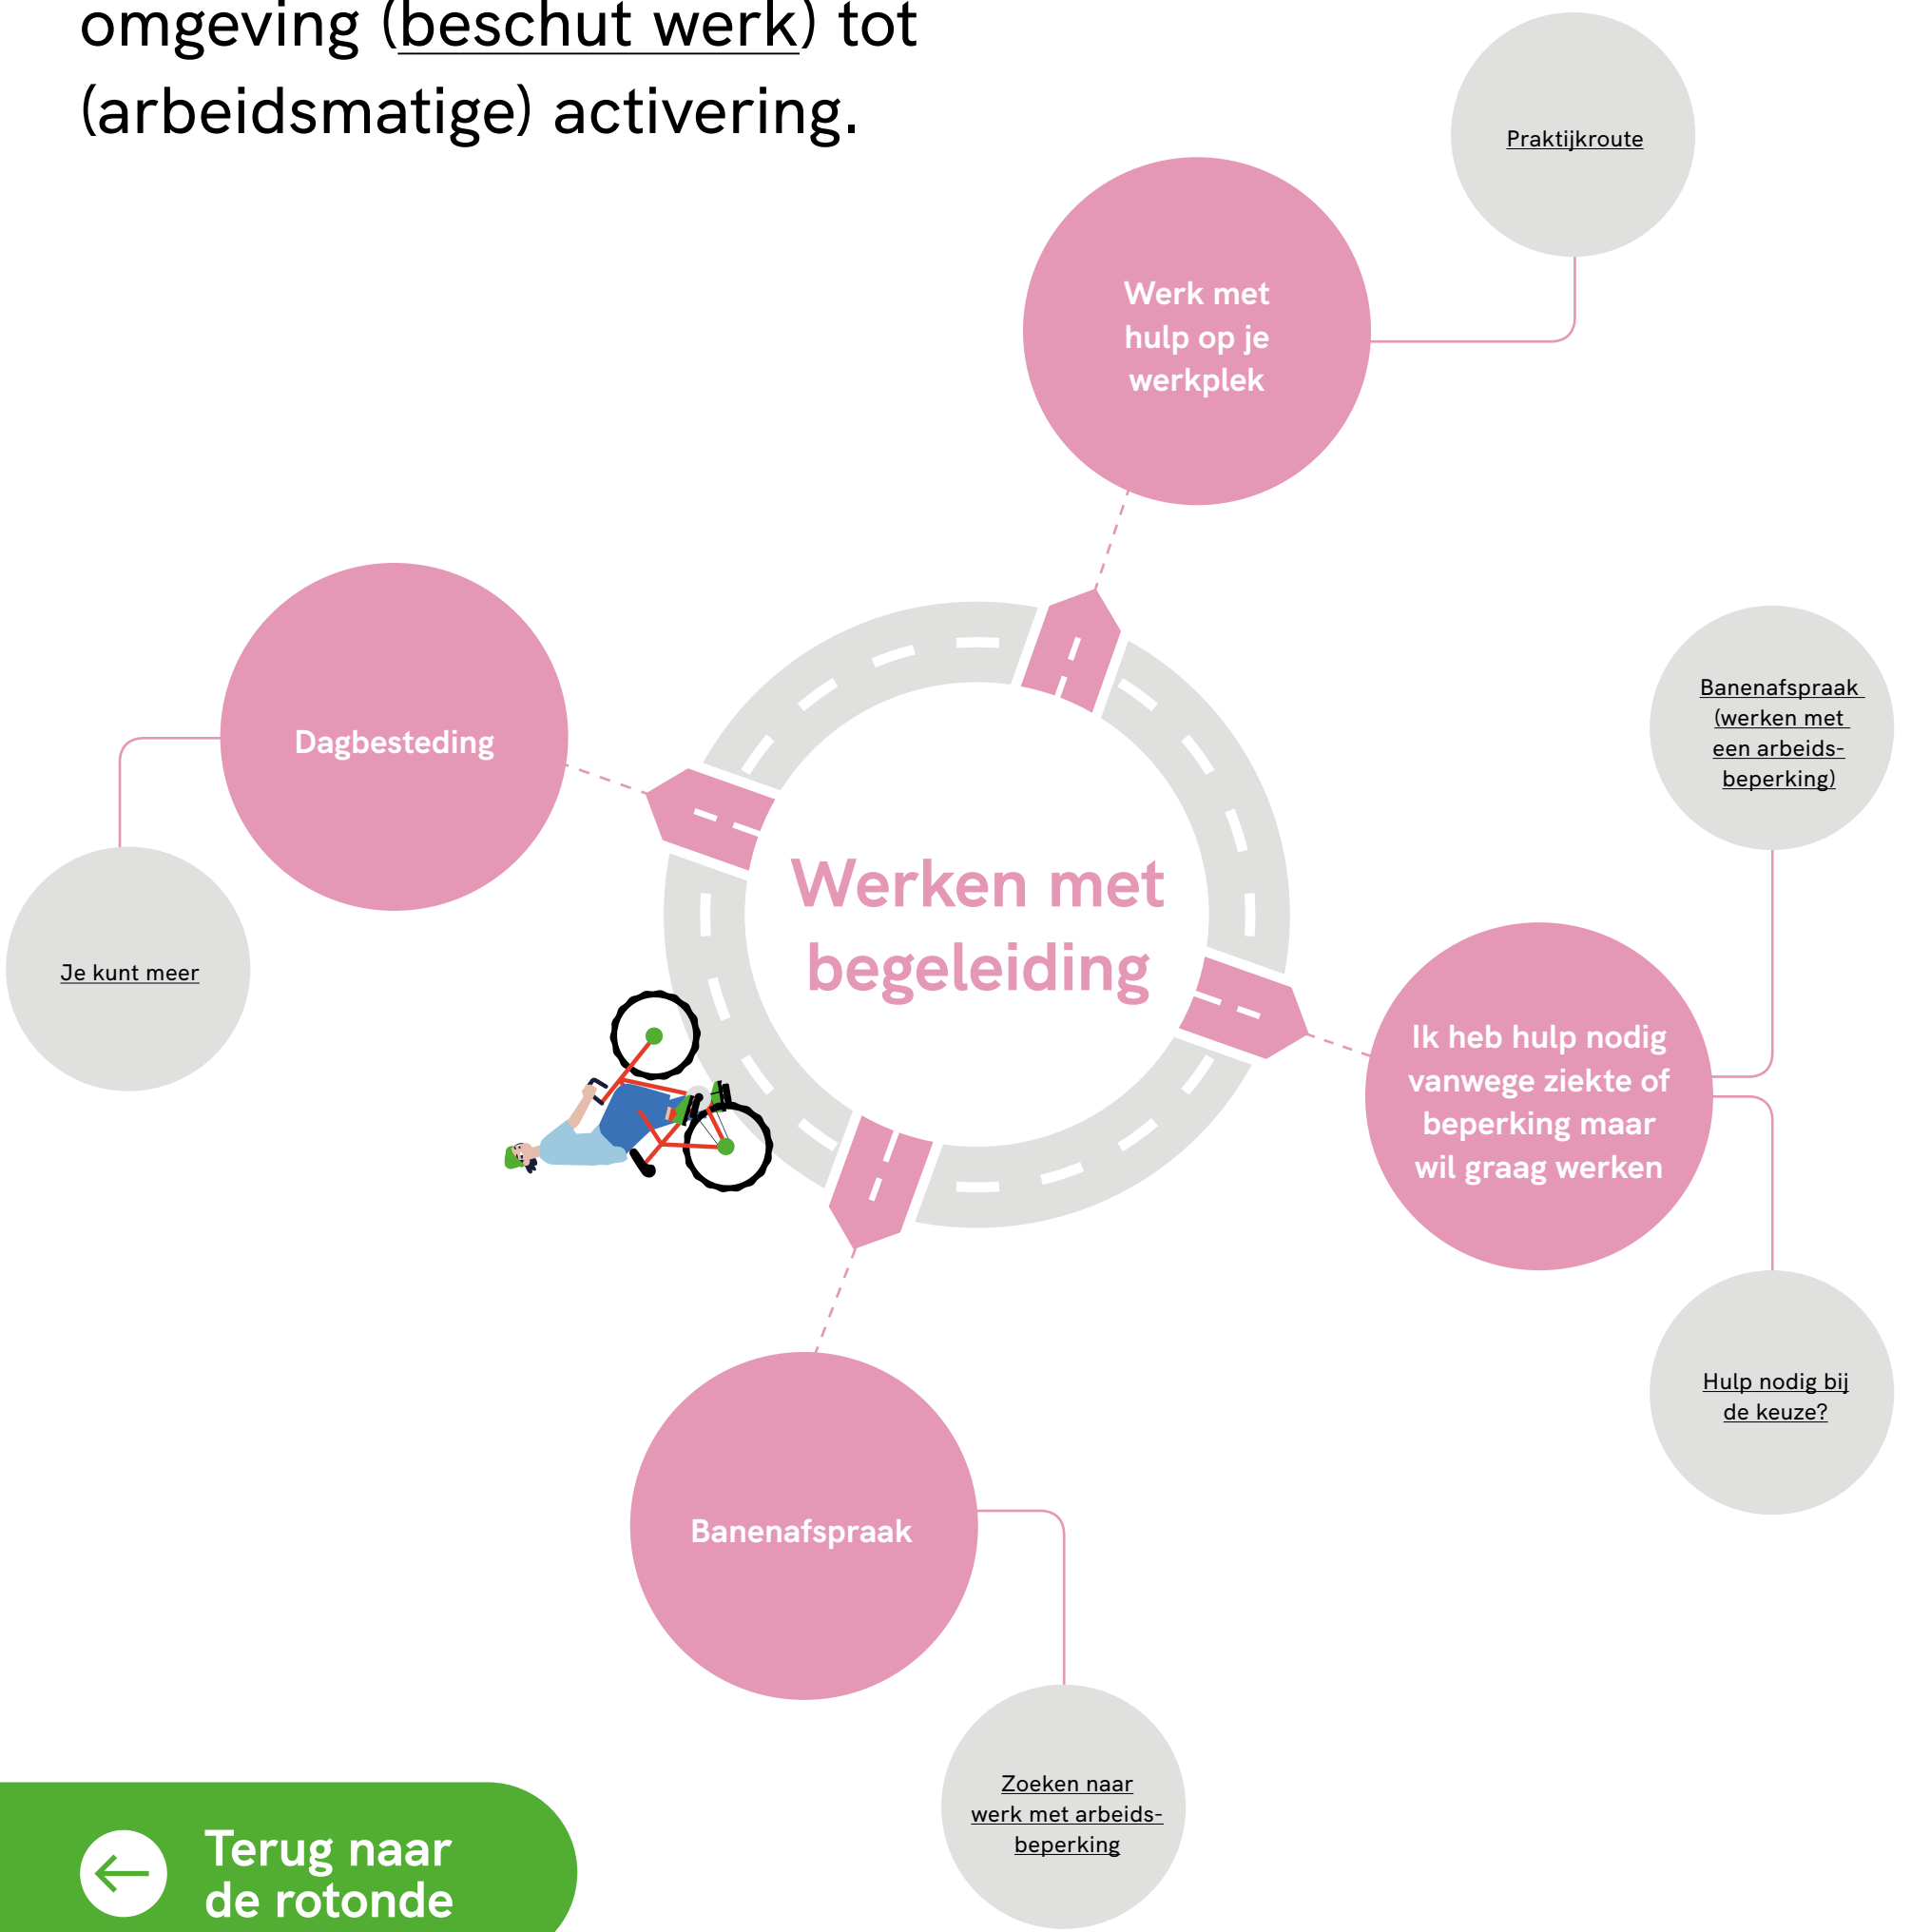 omgeving (beschut werk) tot
(arbeidsmatige) activering.
Praktijkroute
Werk met
hulp op je
werkplek
Banenafspraak
(werken met
een arbeids-
beperking)
Dagbesteding
Werken met
begeleiding
Je kunt meer
Ik heb hulp nodig
vanwege ziekte of
beperking maar
wil graag werken
Hulp nodig bij
de keuze?
Banenafspraak
Zoeken naar
werk met arbeids-
beperking
Terug naar
de rotonde